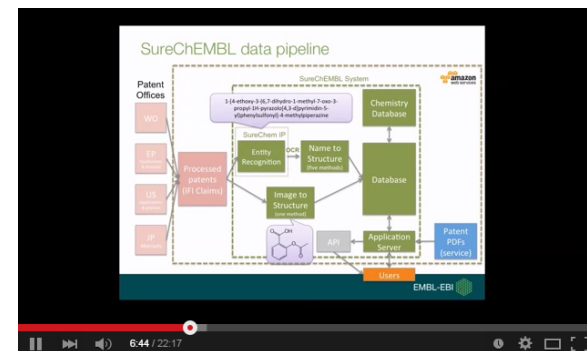 SureChEMBL data pipeline
amazon
web services
SureChEMBL System
Patent
Offices
1-[4-ethoxy-3-(6,7-dihydro-1-methyl-7-oxo-3-
propyl-1H-pyrazolo[4,3-d]pyrimidin-5-
yl)phenylsulfonyl]-4-methylpiperazine
Chemistry
Database
WO
SureChem IP
Entity
Recognition
OCR
Name to
Structure
(five methods)
EP
Processed
patents
(IFI Claims)
Database
US
Image to
Structure
(one method)
JP
OH
API
Application
Server
Patent
PDFs
(service)
Users
EMBL-EBI
6:44 / 22:17